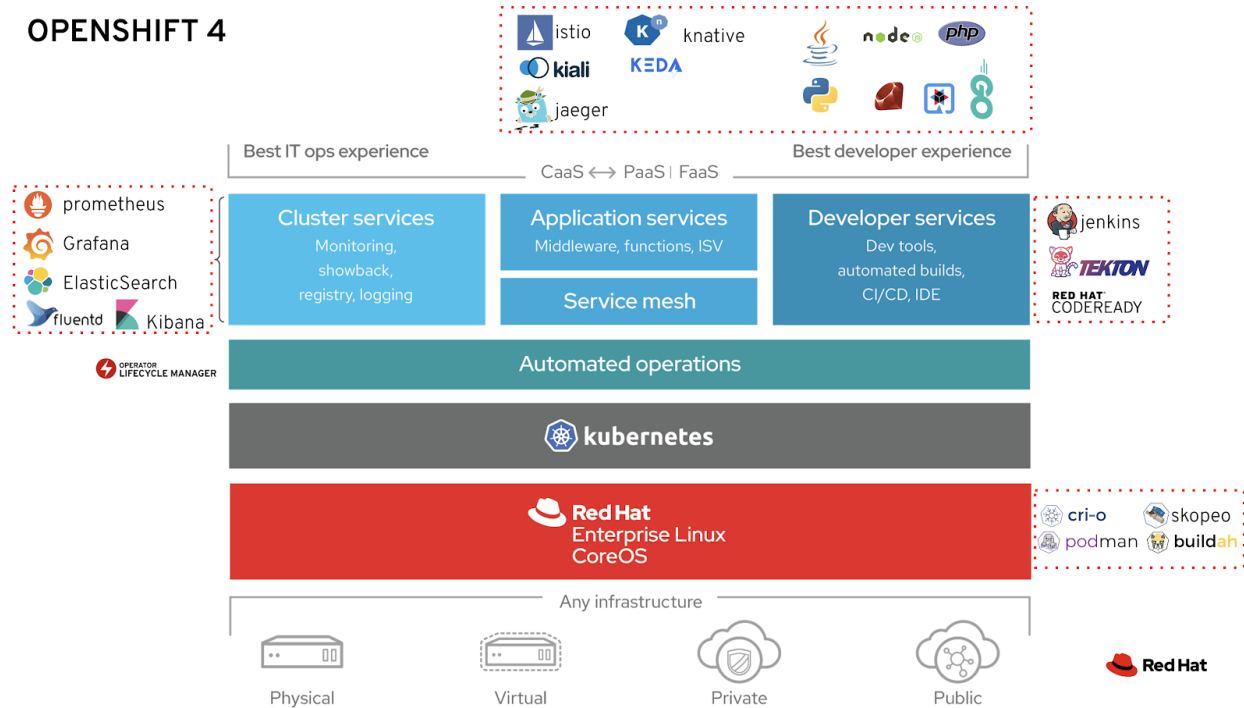 OPENSHIFT 4
istio
knative
kiali
KEDA
jaeger
node
JS
php
GO
K
n
Best IT ops experience
Best developer experience
CaaS ↔ PaaS | FaaS
prometheus
Grafana
ElasticSearch
fluentd
Kibana
Cluster services
Monitoring,
showback,
registry, logging
Application services
Middleware, functions, ISV
Service mesh
Developer services
Dev tools,
automated builds,
CI/CD, IDE
jenkins
TEKTON
RED HAT
CODEREADY
OPERATOR
LIFECYCLE MANAGER
Automated operations
kubernetes
Red Hat
Enterprise Linux
CoreOS
cri-o
skopeo
podman
buildah
Any infrastructure
Physical
Virtual
Private
Public
Red Hat